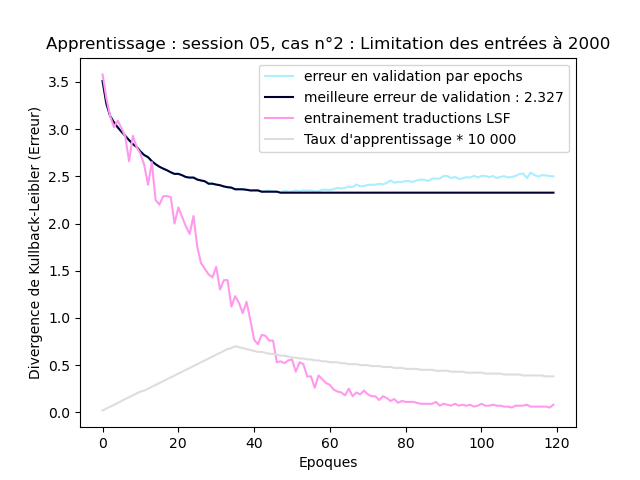 Apprentissage : session 05, cas n°2 : Limitation des entrées à 2000
erreur en validation par epochs
meilleure erreur de validation : 2.327
entrainement traductions LSF
Taux d'apprentissage * 10 000
Divergence de Kullback-Leibler (Erreur)
3.5
3.0
2.5
2.0
1.5
1.0
0.5
0.0
0 20 40 60 80 100 120
Epoques